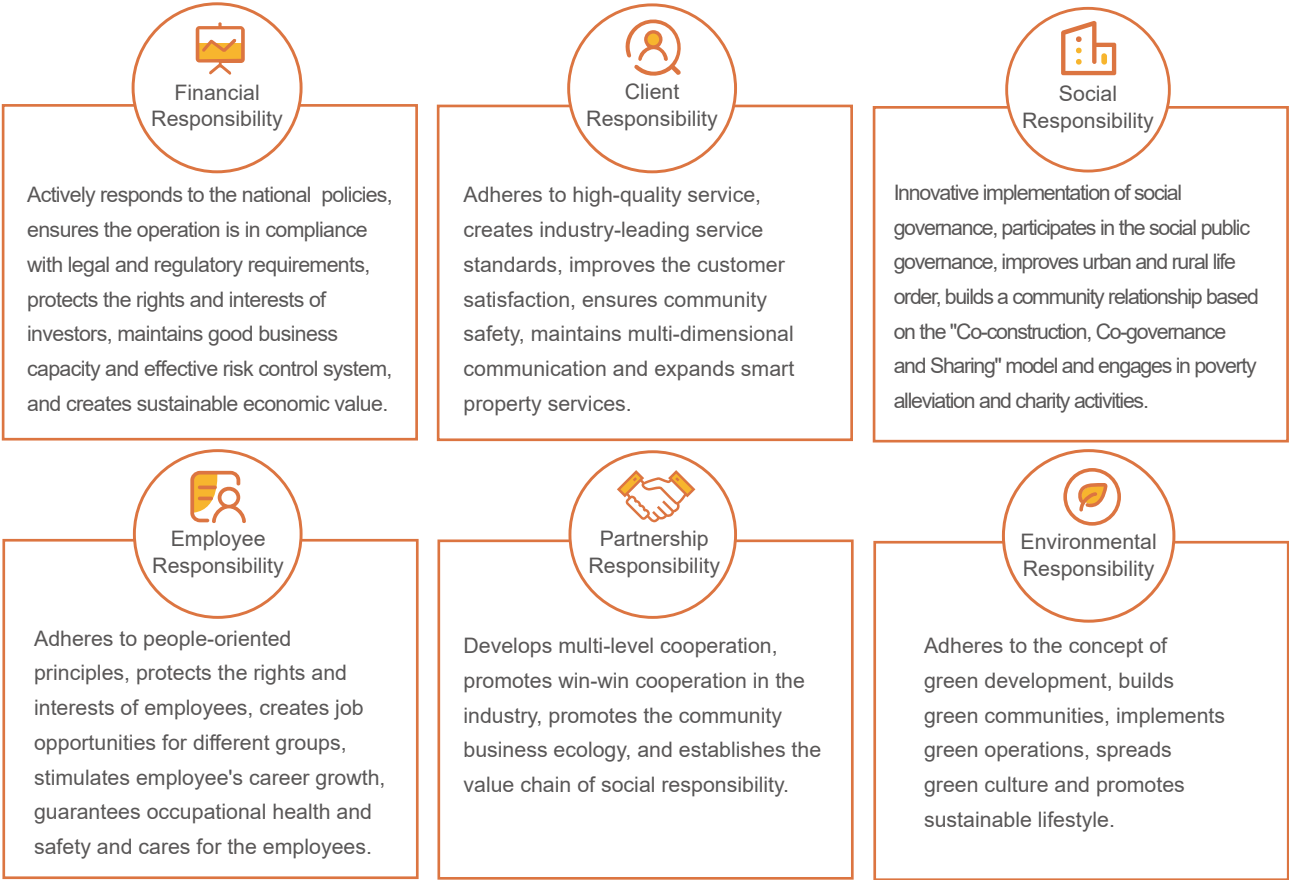 Financial
Responsibility
Actively responds to the national policies,
ensures the operation is in compliance
with legal and regulatory requirements,
protects the rights and interests of
investors, maintains good business
capacity and effective risk control system,
and creates sustainable economic value.
Client
Responsibility
Adheres to high-quality service,
creates industry-leading service
standards, improves the customer
satisfaction, ensures community
safety, maintains multi-dimensional
communication and expands smart
property services.
Social
Responsibility
Innovative implementation of social
governance, participates in the social public
governance, improves urban and rural life
order, builds a community relationship based
on the "Co-construction, Co-governance
and Sharing" model and engages in poverty
alleviation and charity activities.
Employee
Responsibility
Adheres to people-oriented
principles, protects the rights and
interests of employees, creates job
opportunities for different groups,
stimulates employee's career growth,
guarantees occupational health and
safety and cares for the employees.
Partnership
Responsibility
Develops multi-level cooperation,
promotes win-win cooperation in the
industry, promotes the community
business ecology, and establishes the
value chain of social responsibility.
Environmental
Responsibility
Adheres to the concept of
green development, builds
green communities, implements
green operations, spreads
green culture and promotes
sustainable lifestyle.